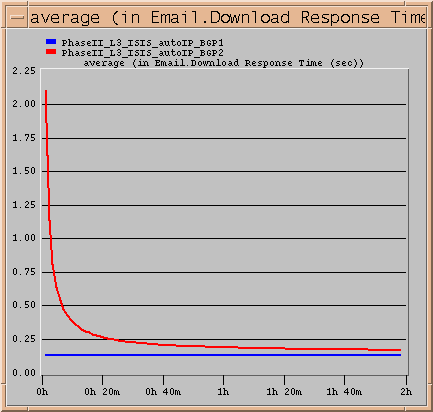 average (in Email.Download Response Time
PhaseII_L3_ISIS_autoIP_BGP1
PhaseII_L3_ISIS_autoIP_BGP2
average (in Email.Download Response Time (sec))
2.25
2.00
1.75
1.50
1.25
1.00
0.75
0.50
0.25
0.00
0h
0h 20m
0h 40m
1h
1h 20m
1h 40m
2h